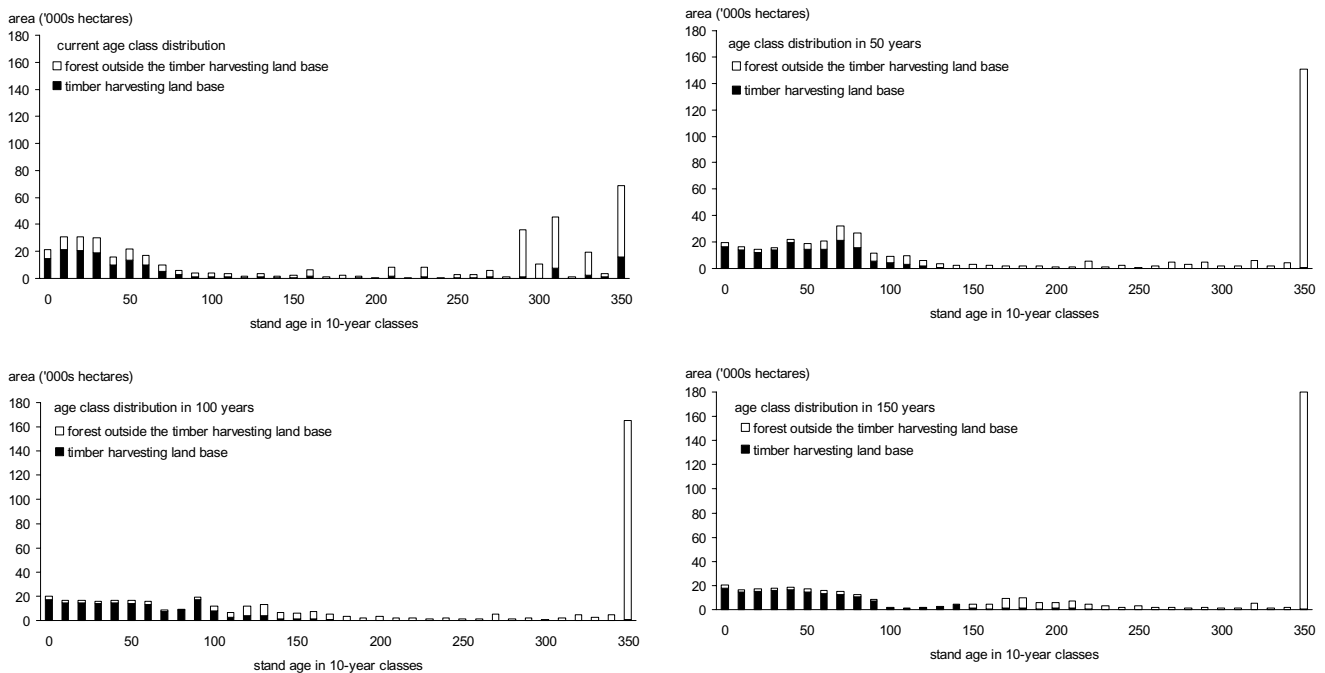 area ('000s hectares)
180
160
140
120
100
80
60
40
20
0
current age class distribution
forest outside the timber harvesting land base
timber harvesting land base
0 50 100 150 200 250 300 350
stand age in 10-year classes
area ('000s hectares)
180
160
140
120
100
80
60
40
20
0
age class distribution in 50 years
forest outside the timber harvesting land base
timber harvesting land base
0 50 100 150 200 250 300 350
stand age in 10-year classes
area ('000s hectares)
180
160
140
120
100
80
60
40
20
0
age class distribution in 100 years
forest outside the timber harvesting land base
timber harvesting land base
0 50 100 150 200 250 300 350
stand age in 10-year classes
area ('000s hectares)
180
160
140
120
100
80
60
40
20
0
age class distribution in 150 years
forest outside the timber harvesting land base
timber harvesting land base
0 50 100 150 200 250 300 350
stand age in 10-year classes